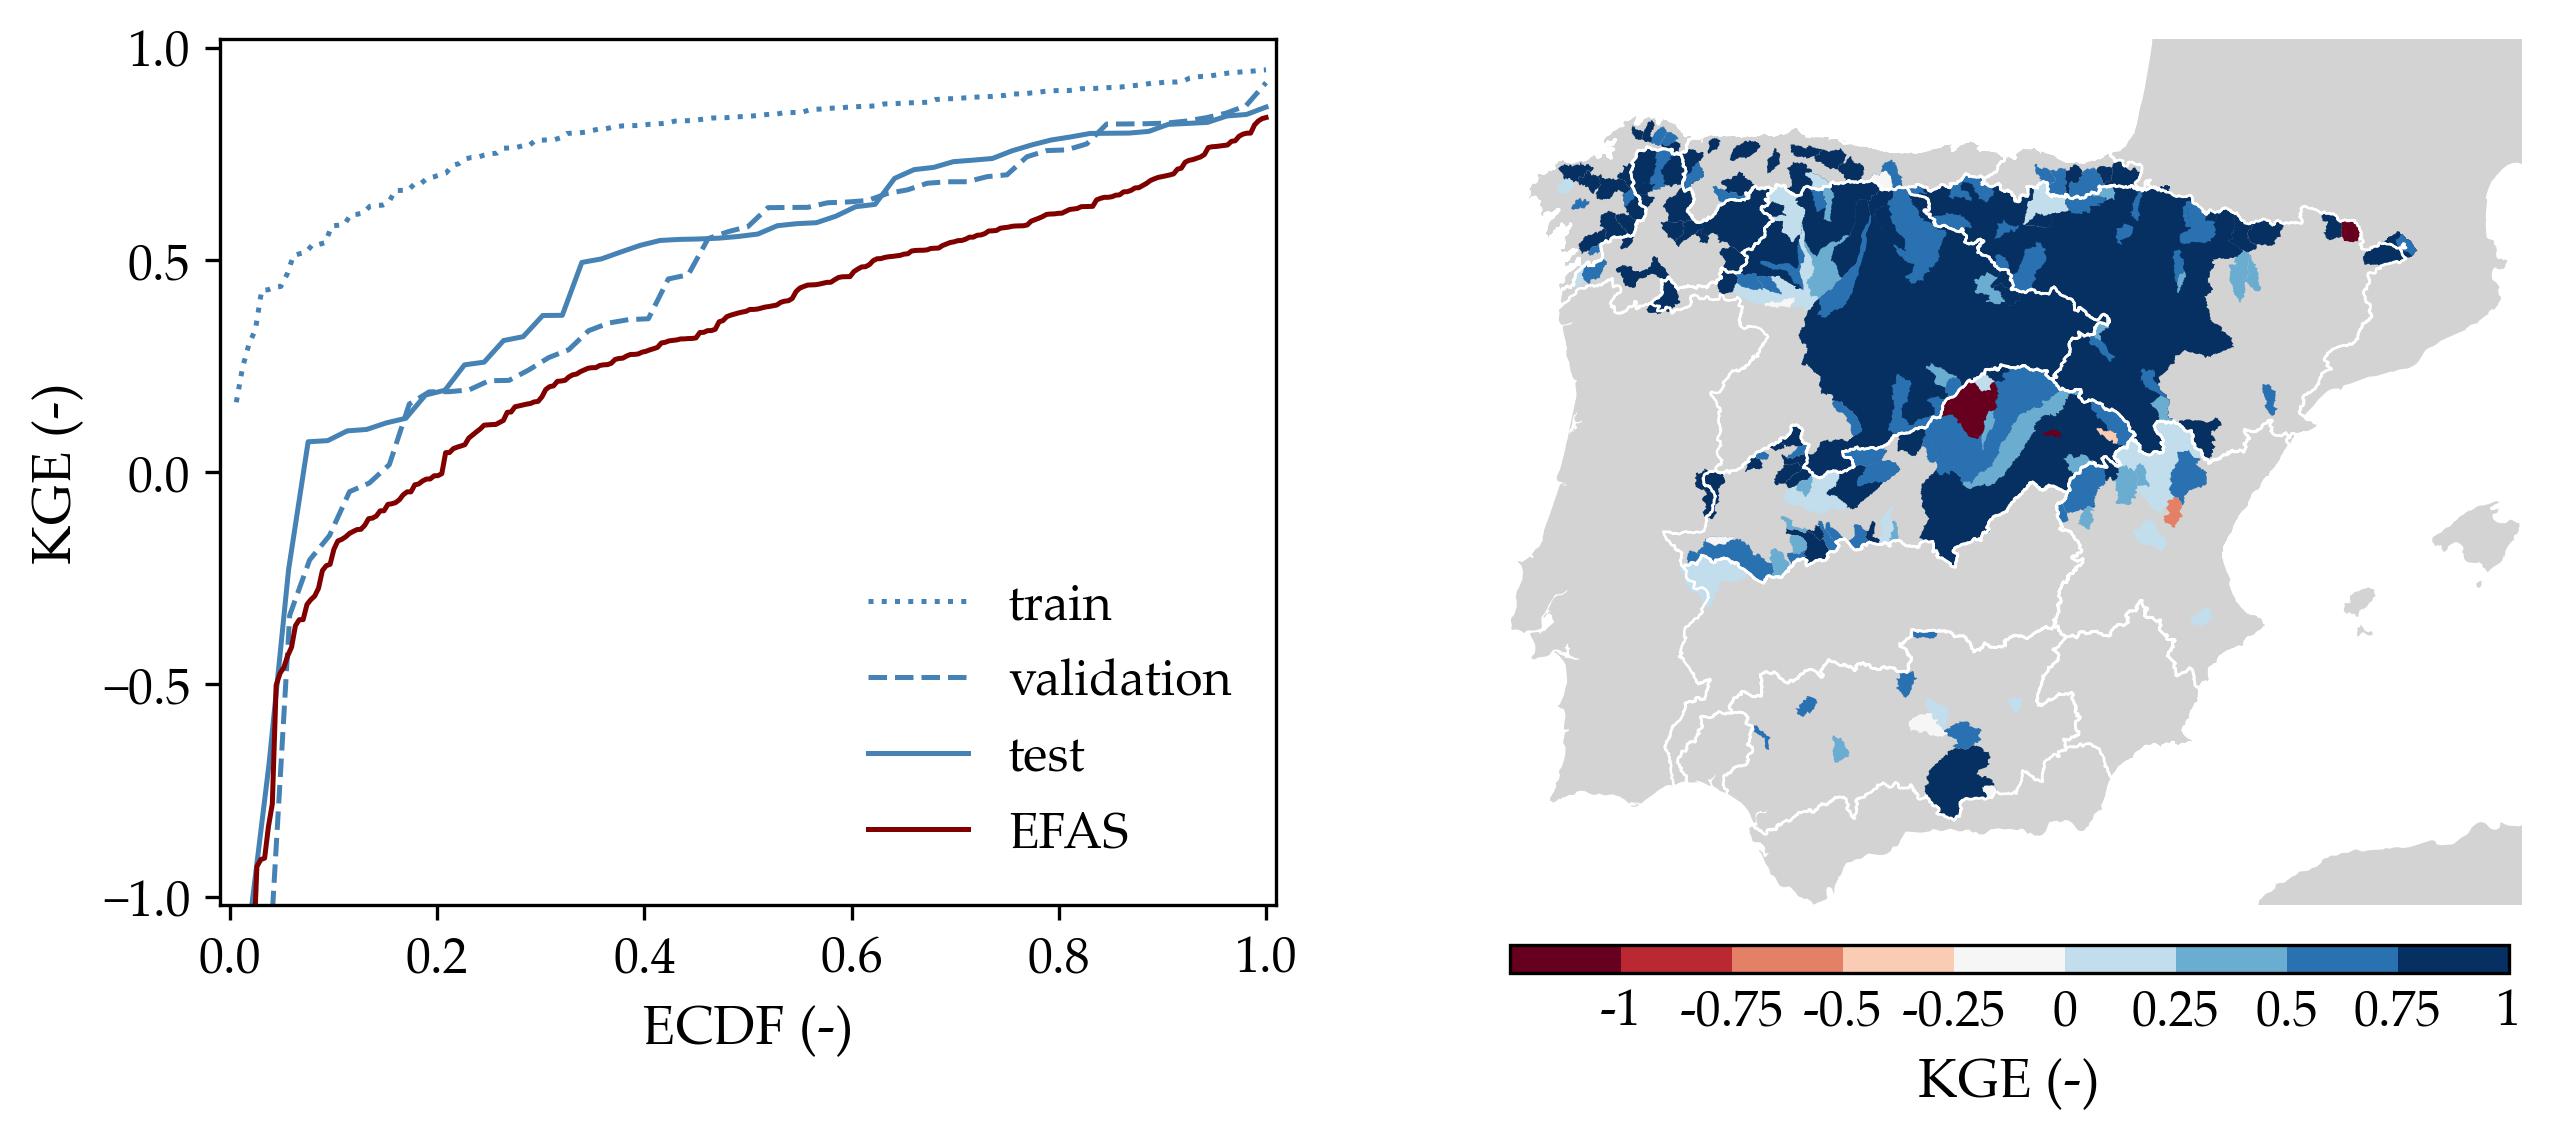 1.0
0.5
0.0
−0.5
−1.0
KGE (-)
0.0 0.2 0.4 0.6 0.8 1.0
ECDF (-)
train
validation
test
EFAS
-1 -0.75 -0.5 -0.25 0 0.25 0.5 0.75 1
KGE (-)